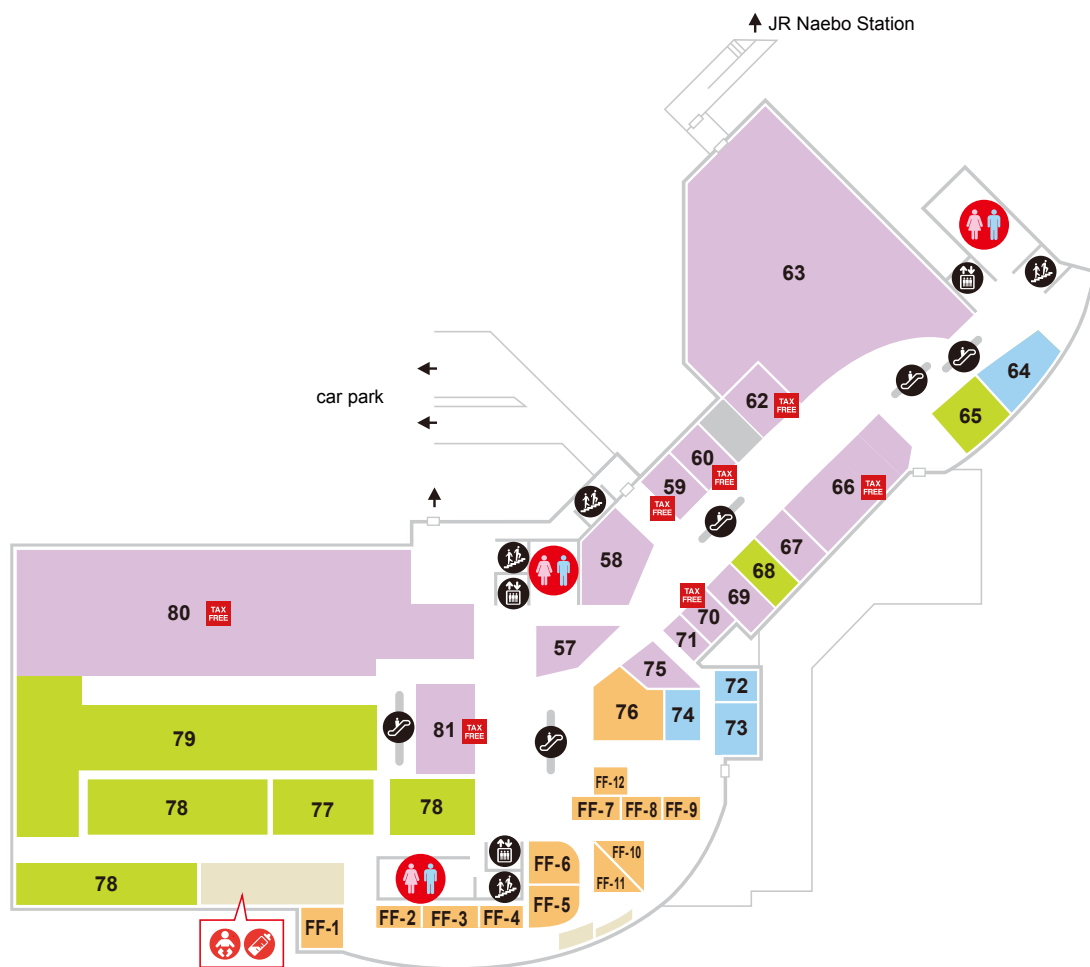 JR Naebo Station
63
64
car park
62
TAX
FREE
65
60
TAX
FREE
59
TAX
FREE
66
TAX
FREE
58
67
68
TAX
FREE
69
80
TAX
FREE
70
71
57
75
72
76
74
73
79
81
TAX
FREE
FF-12
78
77
78
FF-7
FF-8
FF-9
FF-6
FF-10
78
FF-11
FF-5
FF-1
FF-2
FF-3
FF-4